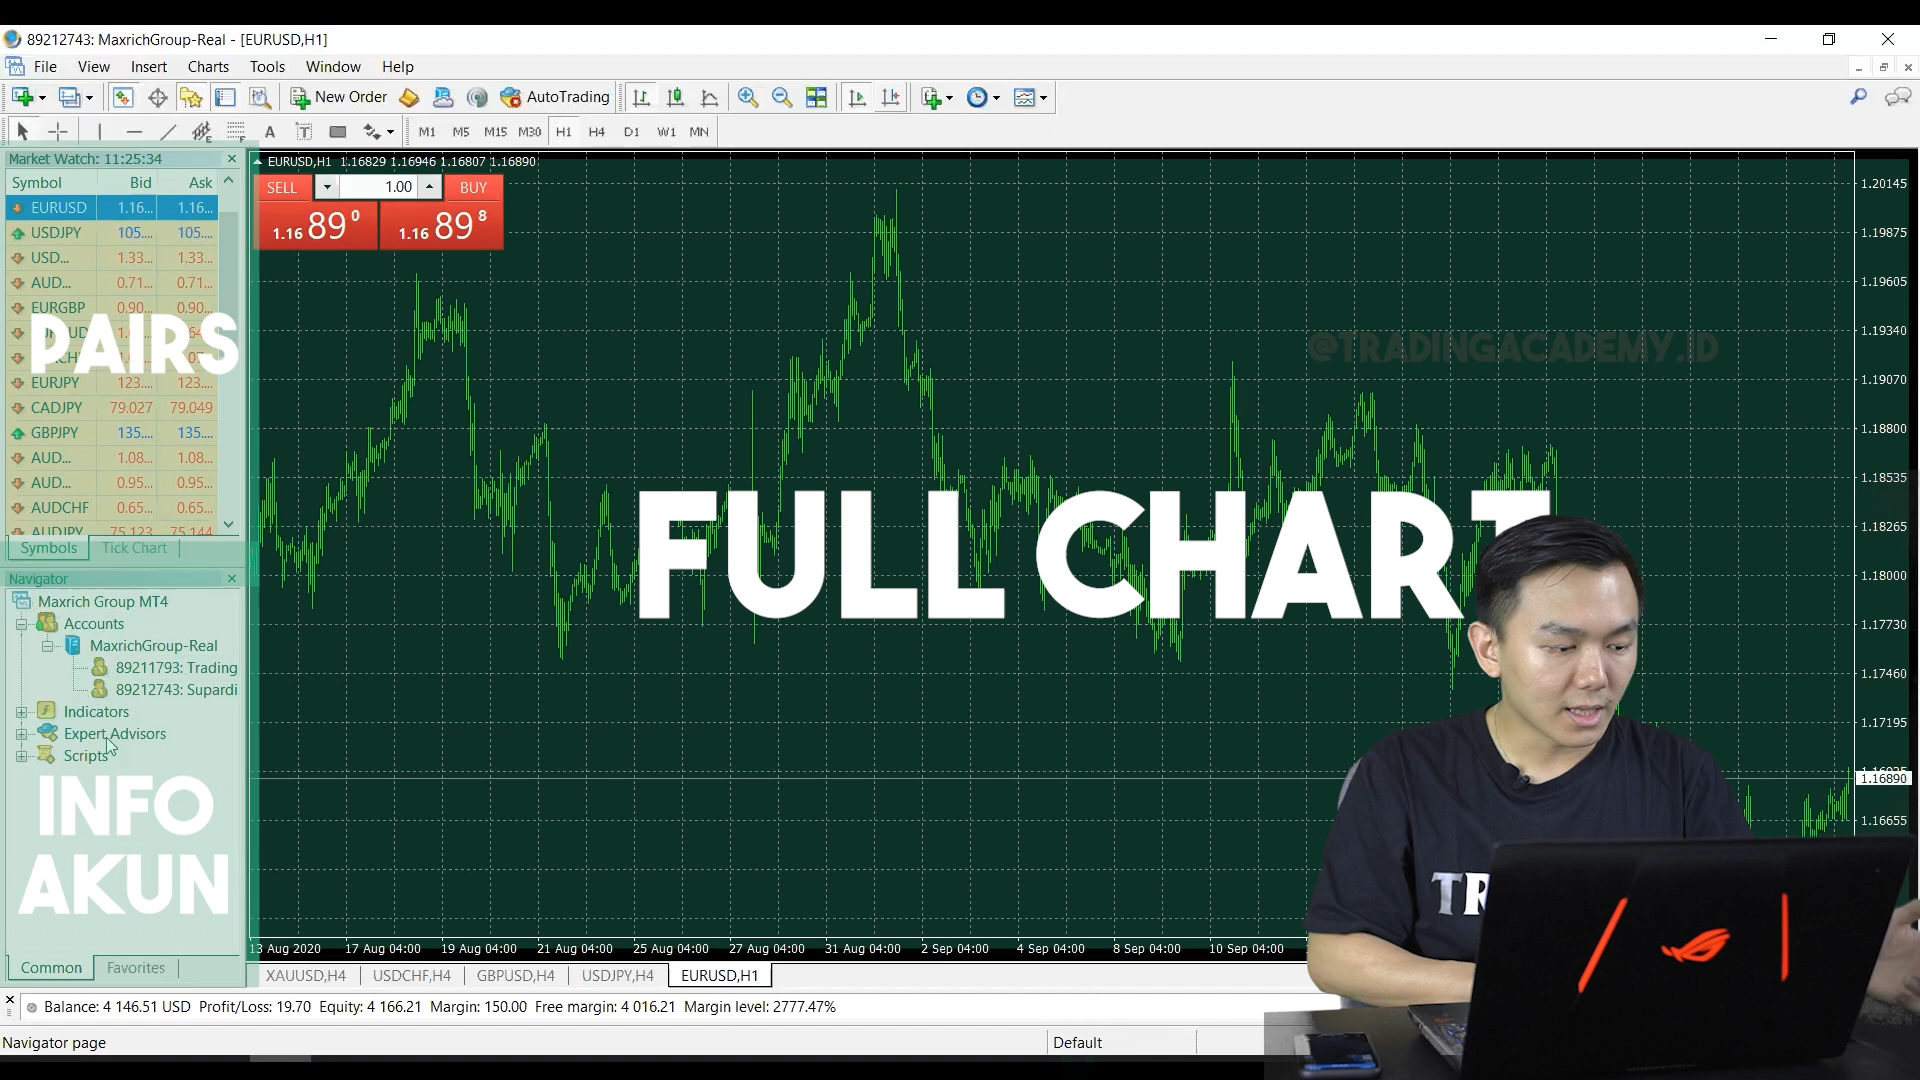 89212743: MaxrichGroup-Real - [EURUSD,H1]
File View Insert Charts Tools Window Help
New Order AutoTrading
A T M1 M5 M15 M30 H1 H4 D1 W1 MN
Market Watch: 11:25:34
Symbol Bid Ask
EURUSD 1.16... 1.16...
USDJPY 105.... 105....
USD... 1.33... 1.33...
AUD... 0.71... 0.71...
EURGBP 0.90... 0.90...
EURJPY 123.... 123....
CADJPY 79.027 79.049
GBPJPY 135.... 135....
AUD... 1.08... 1.08...
AUD... 0.95... 0.95...
AUDCHF 0.65... 0.65...
AUDJPY 75.123 75.144
PAIRS
Symbols Tick Chart
Navigator
Maxrich Group MT4
Accounts
MaxrichGroup-Real
89211793: Trading
89212743: Supardi
Indicators
Expert Advisors
Scripts
INFO
AKUN
Common Favorites
EURUSD,H1 1.16829 1.16946 1.16807 1.16890
SELL 1.00 BUY
1.16 89 0 1.16 89 8
@TRADINGACADEMY.ID
FULL CHART
1.20145
1.19875
1.19605
1.19340
1.19070
1.18800
1.18535
1.18265
1.18000
1.17730
1.17460
1.17195
1.16890
1.16655
13 Aug 2020 17 Aug 04:00 19 Aug 04:00 21 Aug 04:00 25 Aug 04:00 27 Aug 04:00 31 Aug 04:00 2 Sep 04:00 4 Sep 04:00 8 Sep 04:00 10 Sep 04:00
XAUUSD,H4 USDCHF,H4 GBPUSD,H4 USDJPY,H4 EURUSD,H1
Balance: 4 146.51 USD Profit/Loss: 19.70 Equity: 4 166.21 Margin: 150.00 Free margin: 4 016.21 Margin level: 2777.47%
Navigator page Default